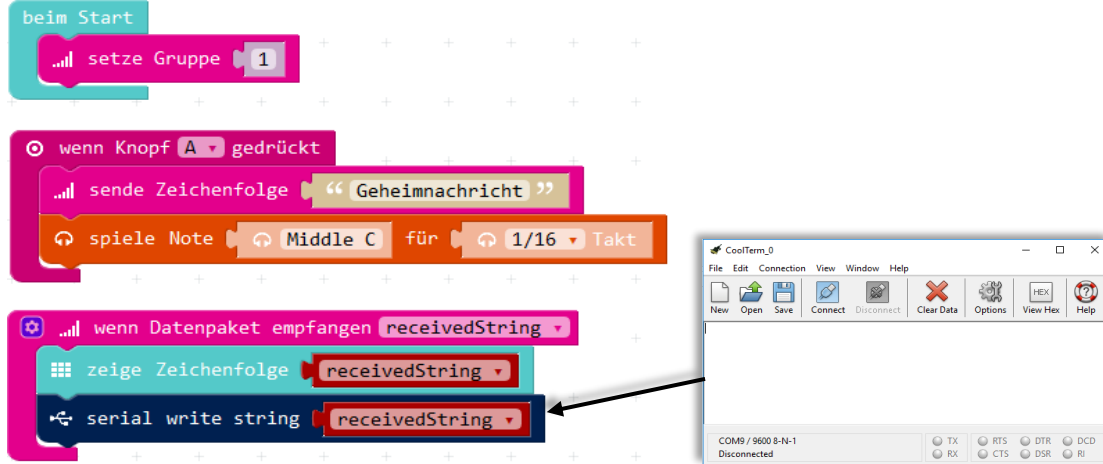 beim Start
setze Gruppe 1
wenn Knopf A gedrückt
sende Zeichenfolge “ Geheimnachricht ”
spiele Note Middle C für 1/16 Takt
wenn Datenpaket empfangen receivedString
zeige Zeichenfolge receivedString
serial write string receivedString
CoolTerm_0
File Edit Connection View Window Help
HEX
New Open Save Connect Disconnect Clear Data Options View Hex Help
COM9 / 9600 8-N-1
Disconnected
TX RTS DTR DCD
RX CTS DSR RI